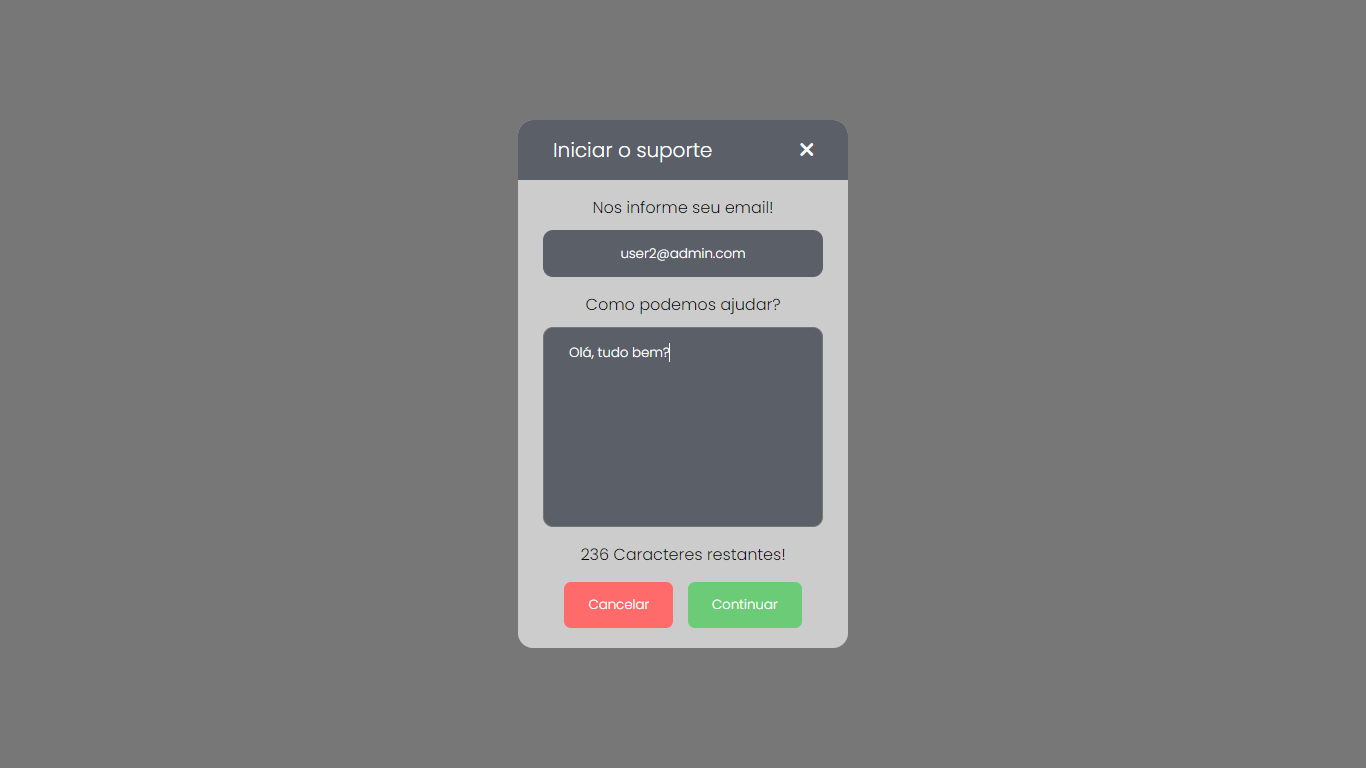 Iniciar o suporte
Nos informe seu email!
user2@admin.com
Como podemos ajudar?
Olá, tudo bem?
236 Caracteres restantes!
Cancelar
Continuar